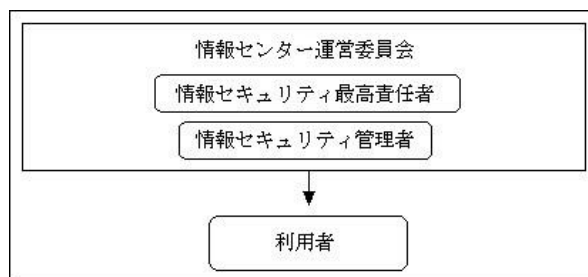 情報センター運営委員会
情報セキュリティ最高責任者
情報セキュリティ管理者
利用者